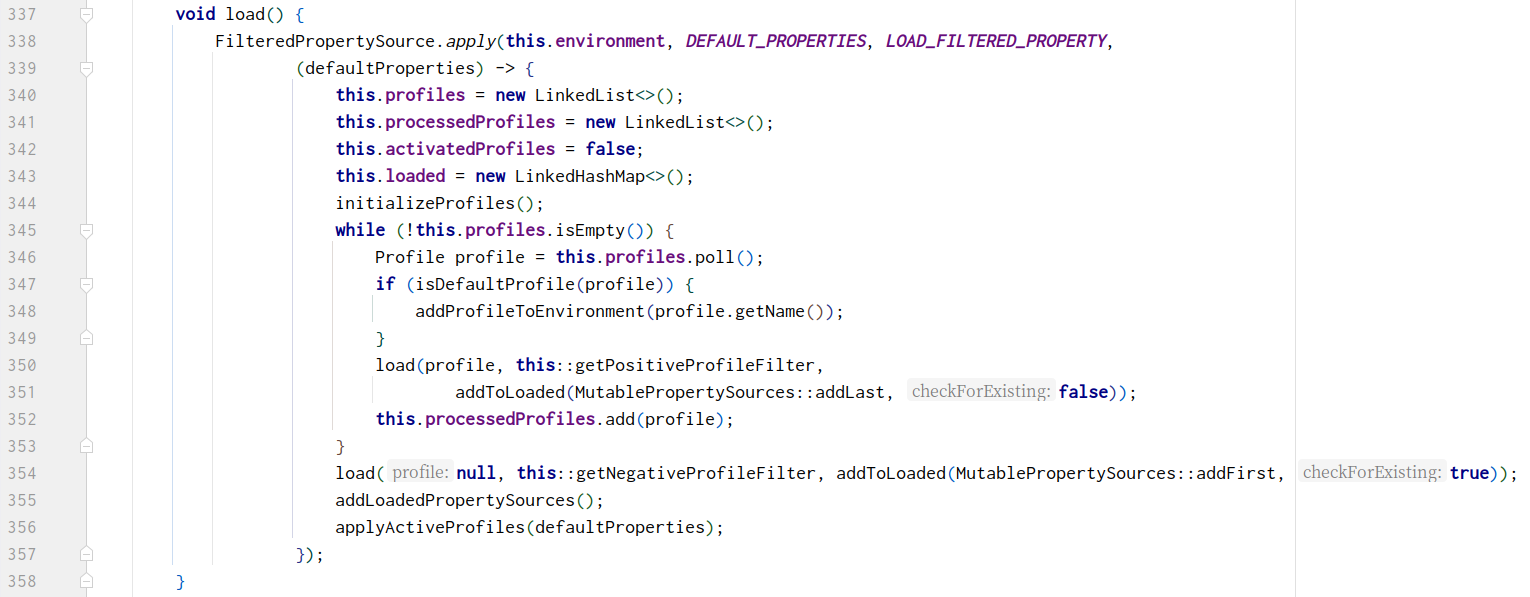 337 void load() {
338 FilteredPropertySource.apply(this.environment, DEFAULT_PROPERTIES, LOAD_FILTERED_PROPERTY,
339 (defaultProperties) -> {
340 this.profiles = new LinkedList<>();
341 this.processedProfiles = new LinkedList<>();
342 this.activatedProfiles = false;
343 this.loaded = new LinkedHashMap<>();
344 initializeProfiles();
345 while (!this.profiles.isEmpty()) {
346 Profile profile = this.profiles.poll();
347 if (isDefaultProfile(profile)) {
348 addProfileToEnvironment(profile.getName());
349 }
350 load(profile, this::getPositiveProfileFilter,
351 addToLoaded(MutablePropertySources::addLast, checkForExisting: false));
352 this.processedProfiles.add(profile);
353 }
354 load( profile: null, this::getNegativeProfileFilter, addToLoaded(MutablePropertySources::addFirst, checkForExisting: true));
355 addLoadedPropertySources();
356 applyActiveProfiles(defaultProperties);
357 });
358 }